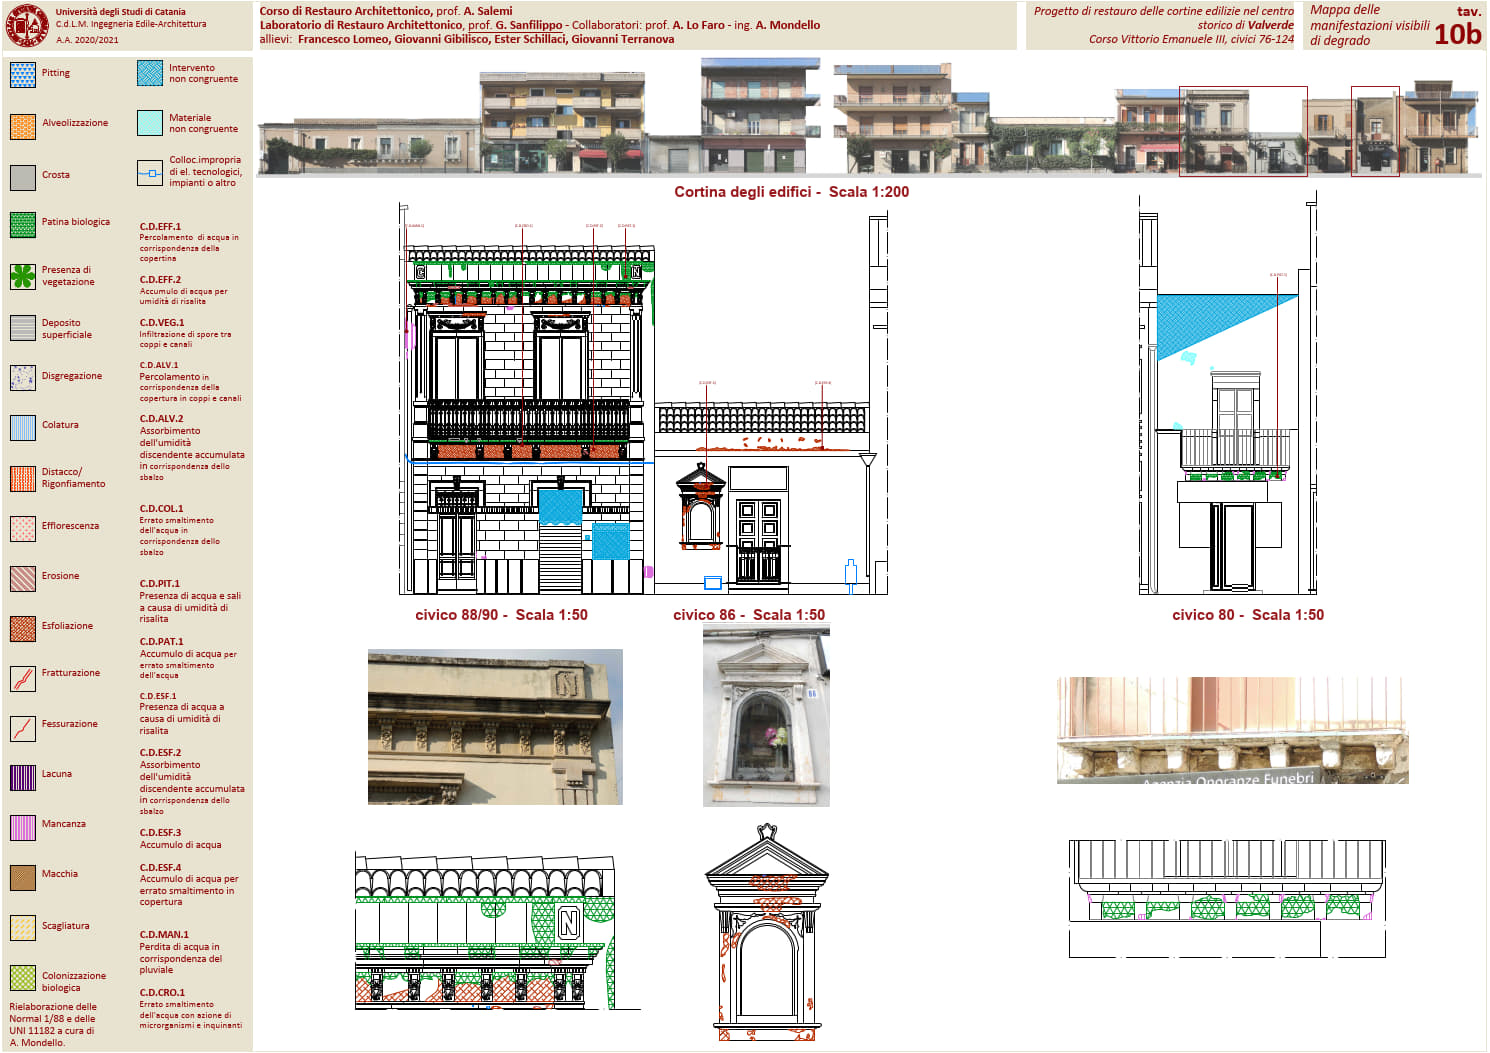 Università degli Studi di Catania
C.d.L.M. Ingegneria Edile-Architettura
A.A. 2020/2021
Corso di Restauro Architettonico, prof. A. Salemi
Laboratorio di Restauro Architettonico, prof. G. Sanfilippo - Collaboratori: prof. A. Lo Faro - ing. A. Mondello
allievi: Francesco Lomeo, Giovanni Gibilisco, Ester Schillaci, Giovanni Terranova
Progetto di restauro delle cortine edilizie nel centro
storico di Valverde
Corso Vittorio Emanuele III, civici 76-124
Mappa delle
manifestazioni visibili
di degrado
tav.
10b
Pitting
Alveolizzazione
Crosta
Patina biologica
Presenza di
vegetazione
Deposito
superficiale
Disgregazione
Colatura
Distacco/
Rigonfiamento
Efflorescenza
Erosione
Esfoliazione
Fratturazione
Fessurazione
Lacuna
Mancanza
Macchia
Scagliatura
Colonizzazione
biologica
Rielaborazione delle
Normal 1/88 e delle
UNI 11182 a cura di
A. Mondello.
Intervento
non congruente
Materiale
non congruente
Colloc.impropria
di el. tecnologici,
impianti o altro
C.D.EFF.1
Percolamento di acqua in
corrispondenza della
copertina
C.D.EFF.2
Accumulo di acqua per
umidità di risalita
C.D.VEG.1
Infiltrazione di spore tra
coppi e canali
C.D.ALV.1
Percolamento in
corrispondenza della
copertura in coppi e canali
C.D.ALV.2
Assorbimento
dell'umidità
discendente accumulata
in corrispondenza dello
sbalzo
C.D.COL.1
Errato smaltimento
dell'acqua in
corrispondenza dello
sbalzo
C.D.PIT.1
Presenza di acqua e sali
a causa di umidità di
risalita
C.D.PAT.1
Accumulo di acqua per
errato smaltimento
dell'acqua
C.D.ESF.1
Presenza di acqua a
causa di umidità di
risalita
C.D.ESF.2
Assorbimento
dell'umidità
discendente accumulata
in corrispondenza dello
sbalzo
C.D.ESF.3
Accumulo di acqua
C.D.ESF.4
Accumulo di acqua per
errato smaltimento in
copertura
C.D.MAN.1
Perdita di acqua in
corrispondenza del
pluviale
C.D.CRO.1
Errato smaltimento
dell'acqua con azione di
microrganismi e inquinanti
Cortina degli edifici - Scala 1:200
N
civico 88/90 - Scala 1:50
civico 86 - Scala 1:50
civico 80 - Scala 1:50
N
86
Agenzia Onoranze Funebri
N